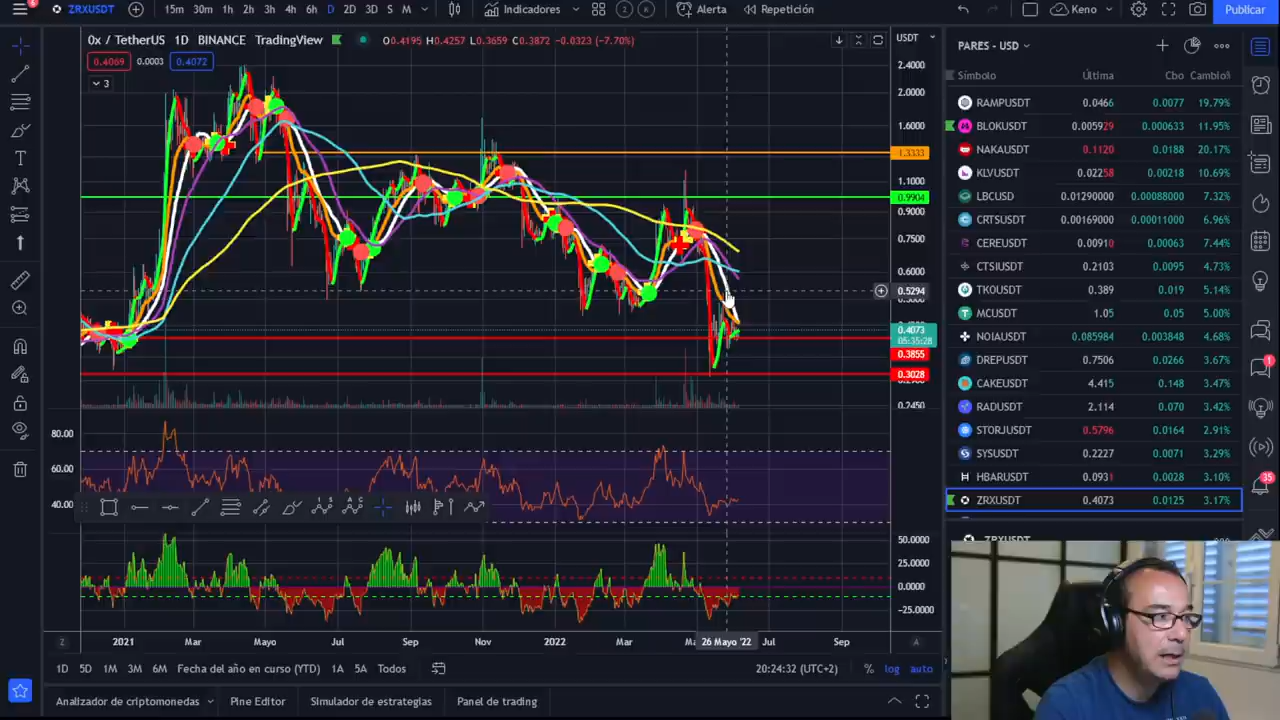 6 ZRXUSDT 15m 30m 1h 2h 3h 4h 6h D 2D 3D S M Indicadores Alerta Repetición Keno Publicar
0x / TetherUS 1D BINANCE TradingView O0.4195 H0.4257 L0.3659 C0.3872 -0.0323 (-7.70%) USDT
0.4069 0.0003 0.4072
3
2.4000
2.0000
1.6000
1.3333
1.1000
0.9904
0.9000
0.7500
0.6000
0.5294
0.4073
05:35:28
0.3855
0.3028
0.2450
80.00
60.00
40.00
I S A C
50.0000
25.0000
0.0000
-25.0000
Z 2021 Mar Mayo Jul Sep Nov 2022 Mar 26 Mayo '22 Jul Sep A
1D 5D 1M 3M 6M Fecha del año en curso (YTD) 1A 5A Todos 20:24:32 (UTC+2) % log auto
Analizador de criptomonedas Pine Editor Simulador de estrategias Panel de trading
PARES - USD
Símbolo Última Cbo Cambio%
RAMPUSDT 0.0466 0.0077 19.79%
BLOKUSDT 0.005929 0.000633 11.95%
NAKAUSDT 0.1120 0.0188 20.17%
KLVUSDT 0.02258 0.00218 10.69%
LPTUSD 0.01290000 0.00088000 7.32%
CRTSUSDT 0.00169000 0.00011000 6.96%
CEREUSDT 0.00910 0.00063 7.44%
CTSIUSDT 0.2103 0.0095 4.73%
TKOUSDT 0.389 0.019 5.14%
MCUSDT 1.05 0.05 5.00%
NOIAUSDT 0.085984 0.003848 4.68%
DREPUSDT 0.7506 0.0266 3.67%
CAKEUSDT 4.415 0.148 3.47%
RADUSDT 2.114 0.070 3.42%
STORJUSDT 0.5796 0.0164 2.91%
SYSUSDT 0.2227 0.0071 3.29%
HBARUSDT 0.0931 0.0028 3.10%
ZRXUSDT 0.4073 0.0125 3.17%
ZRXUSDT
1
35